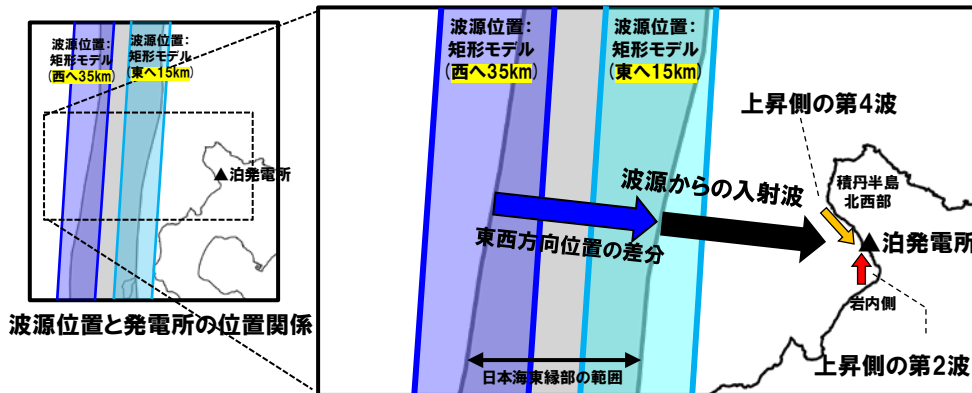 波源位置:
矩形モデル
(西へ35km)
波源位置:
矩形モデル
(東へ15km)
▲泊発電所
波源位置と発電所の位置関係
波源位置:
矩形モデル
(西へ35km)
波源位置:
矩形モデル
(東へ15km)
上昇側の第4波
積丹半島
北西部
波源からの入射波
▲泊発電所
東西方向位置の差分
岩内側
上昇側の第2波
日本海東縁部の範囲